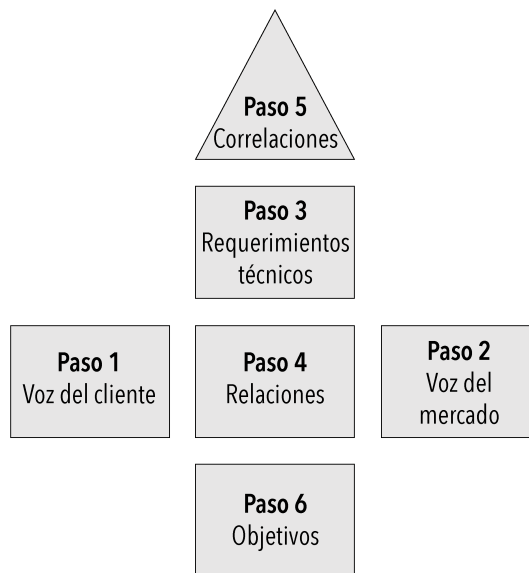 Paso 5
Correlaciones
Paso 3
Requerimientos
técnicos
Paso 1
Voz del cliente
Paso 4
Relaciones
Paso 2
Voz del
mercado
Paso 6
Objetivos